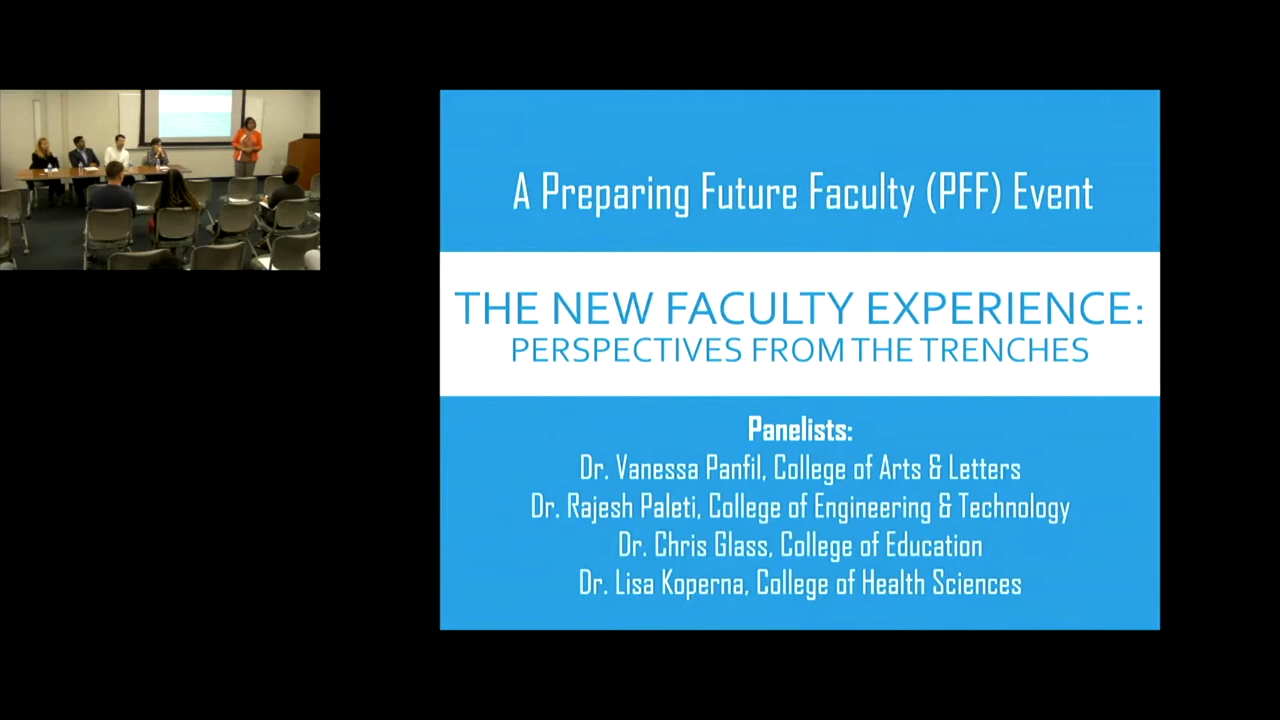 A Preparing Future Faculty (PFF) Event
THE NEW FACULTY EXPERIENCE:
PERSPECTIVES FROM THE TRENCHES
Panelists:
Dr. Vanessa Panfil, College of Arts & Letters
Dr. Rajesh Paleti, College of Engineering & Technology
Dr. Chris Glass, College of Education
Dr. Lisa Koperna, College of Health Sciences